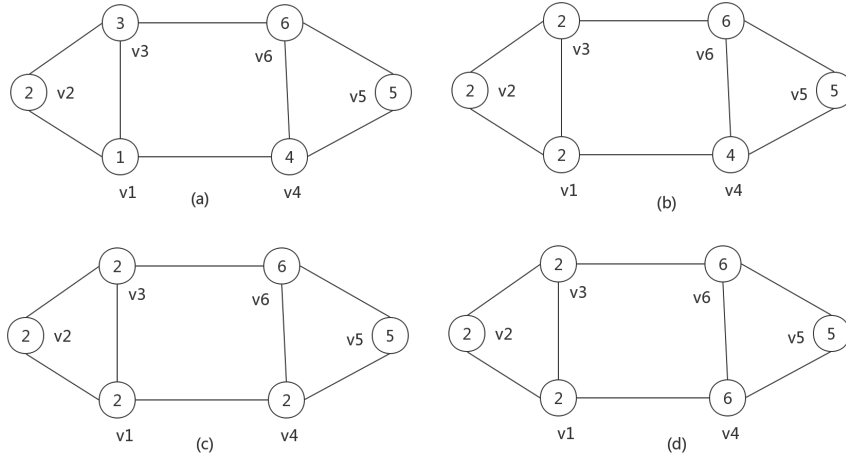 3 6
v3 v6
2 v2 v5 5
1 4
v1 (a) v4
2 6
v3 v6
2 v2 v5 5
2 4
v1 (b) v4
2 6
v3 v6
2 v2 v5 5
2 2
v1 (c) v4
2 6
v3 v6
2 v2 v5 5
2 6
v1 (d) v4